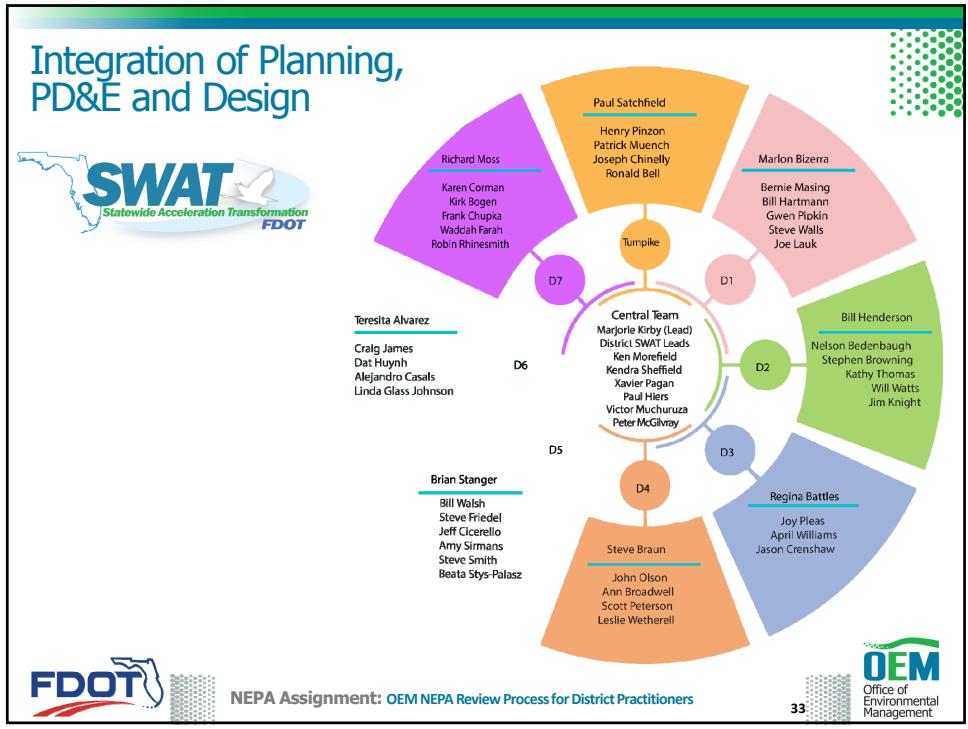 Integration of Planning,
PD&E and Design
SWAT
Statewide Acceleration Transformation
FDOT
Paul Satchfield
Henry Pinzon
Patrick Muench
Joseph Chinelly
Ronald Bell
Turnpike
Marlon Bizerra
Bernie Masing
Bill Hartmann
Gwen Pipkin
Steve Walls
Joe Lauk
D1
Bill Henderson
Nelson Bedenbaugh
Stephen Browning
Kathy Thomas
Will Watts
Jim Knight
D2
Regina Battles
Joy Pleas
April Williams
Jason Crenshaw
D3
Steve Braun
John Olson
Ann Broadwell
Scott Peterson
Leslie Wetherell
D4
Brian Stanger
Bill Walsh
Steve Friedel
Jeff Cicerello
Amy Sirmans
Steve Smith
Beata Stys-Palasz
D5
Teresita Alvarez
Craig James
Dat Huynh
Alejandro Casals
Linda Glass Johnson
D6
Richard Moss
Karen Corman
Kirk Bogen
Frank Chupka
Waddah Farah
Robin Rhinesmith
D7
Central Team
Marjorie Kirby (Lead)
District SWAT Leads
Ken Morefield
Kendra Sheffield
Xavier Pagan
Paul Hiers
Victor Muchuruza
Peter McGilvray
FDOT
NEPA Assignment: OEM NEPA Review Process for District Practitioners
33
OEM
Office of
Environmental
Management